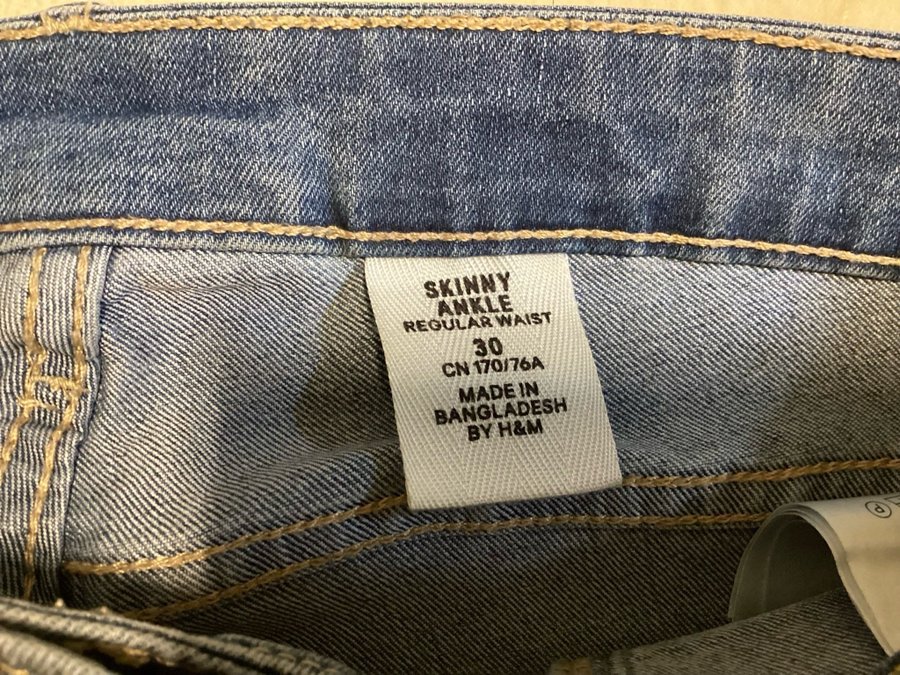 SKINNY
ANKLE
REGULAR WAIST
30
CN 170/76A
MADE IN
BANGLADESH
BY H&M
P